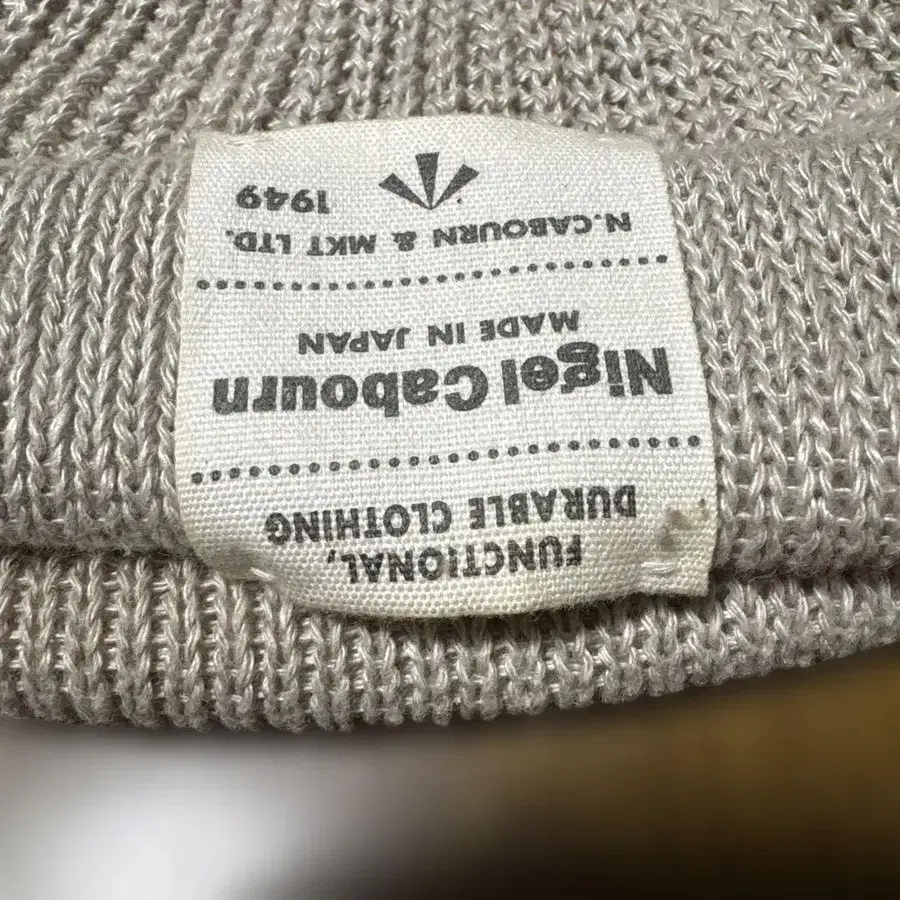 FUNCTIONAL,
DURABLE CLOTHING
Nigel Cabourn
MADE IN JAPAN
N.CABOURN & MKT LTD.
1949